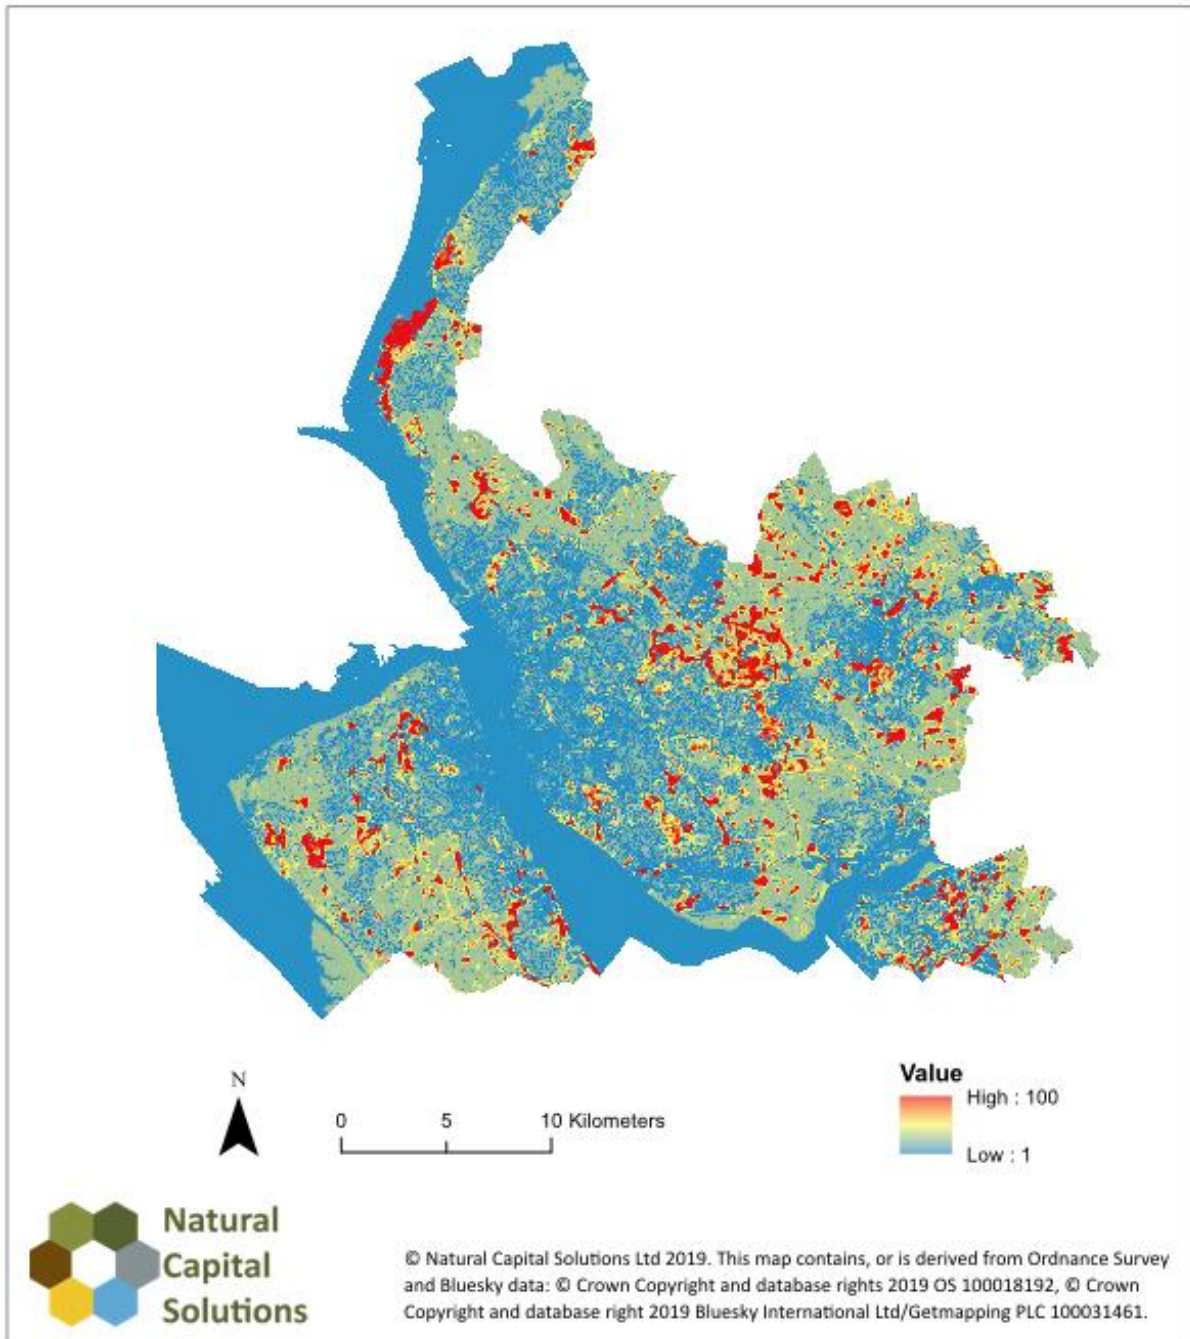 N
0 5 10 Kilometers
Value
High : 100
Low : 1
Natural
Capital
Solutions
© Natural Capital Solutions Ltd 2019. This map contains, or is derived from Ordnance Survey
and Bluesky data: © Crown Copyright and database rights 2019 OS 100018192, © Crown
Copyright and database right 2019 Bluesky International Ltd/Getmapping PLC 100031461.